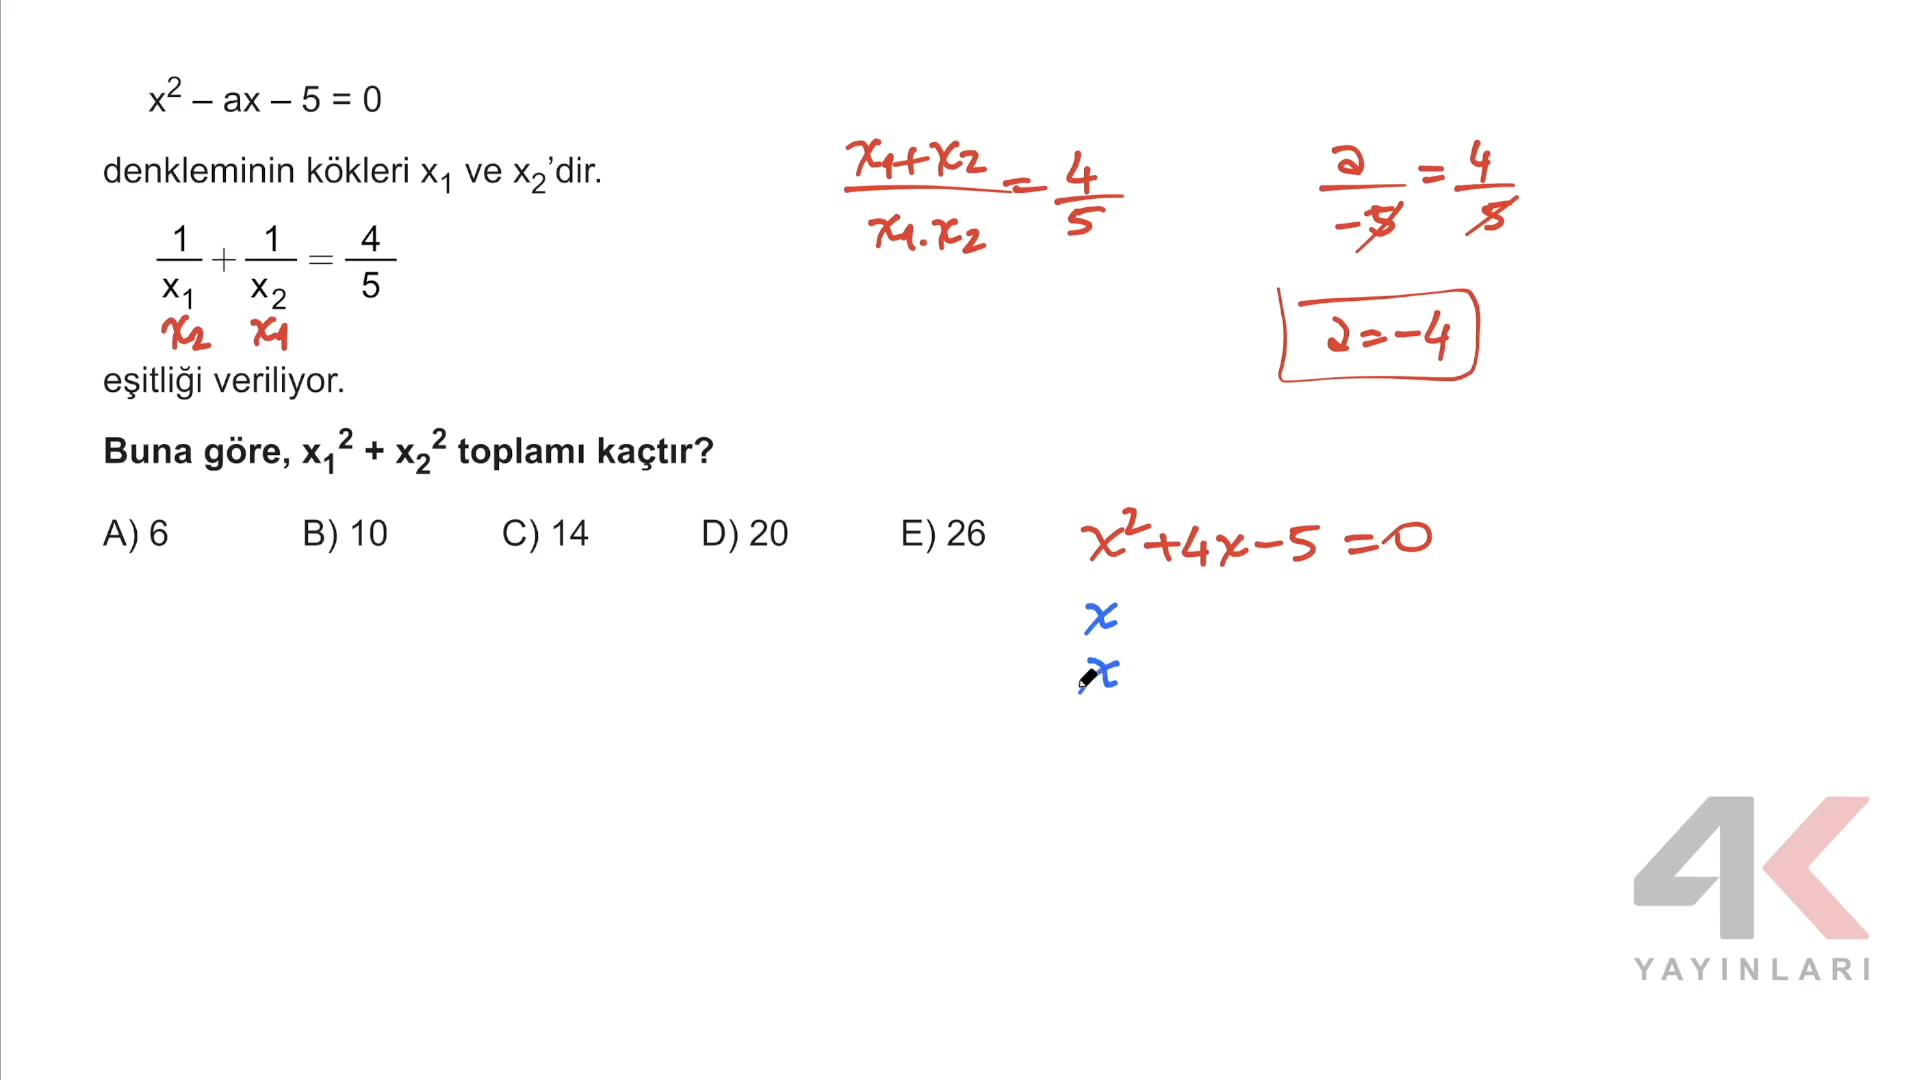 x² – ax – 5 = 0
denkleminin kökleri x₁ ve x₂’dir.
1/x₁ + 1/x₂ = 4/5
x₂ x₁
eşitliği veriliyor.
Buna göre, x₁² + x₂² toplamı kaçtır?
A) 6 B) 10 C) 14 D) 20 E) 26
(x₁+x₂)/(x₁.x₂) = 4/5
a/-5 = 4/5
a=-4
x²+4x-5=0
x
x
4K
YAYINLARI